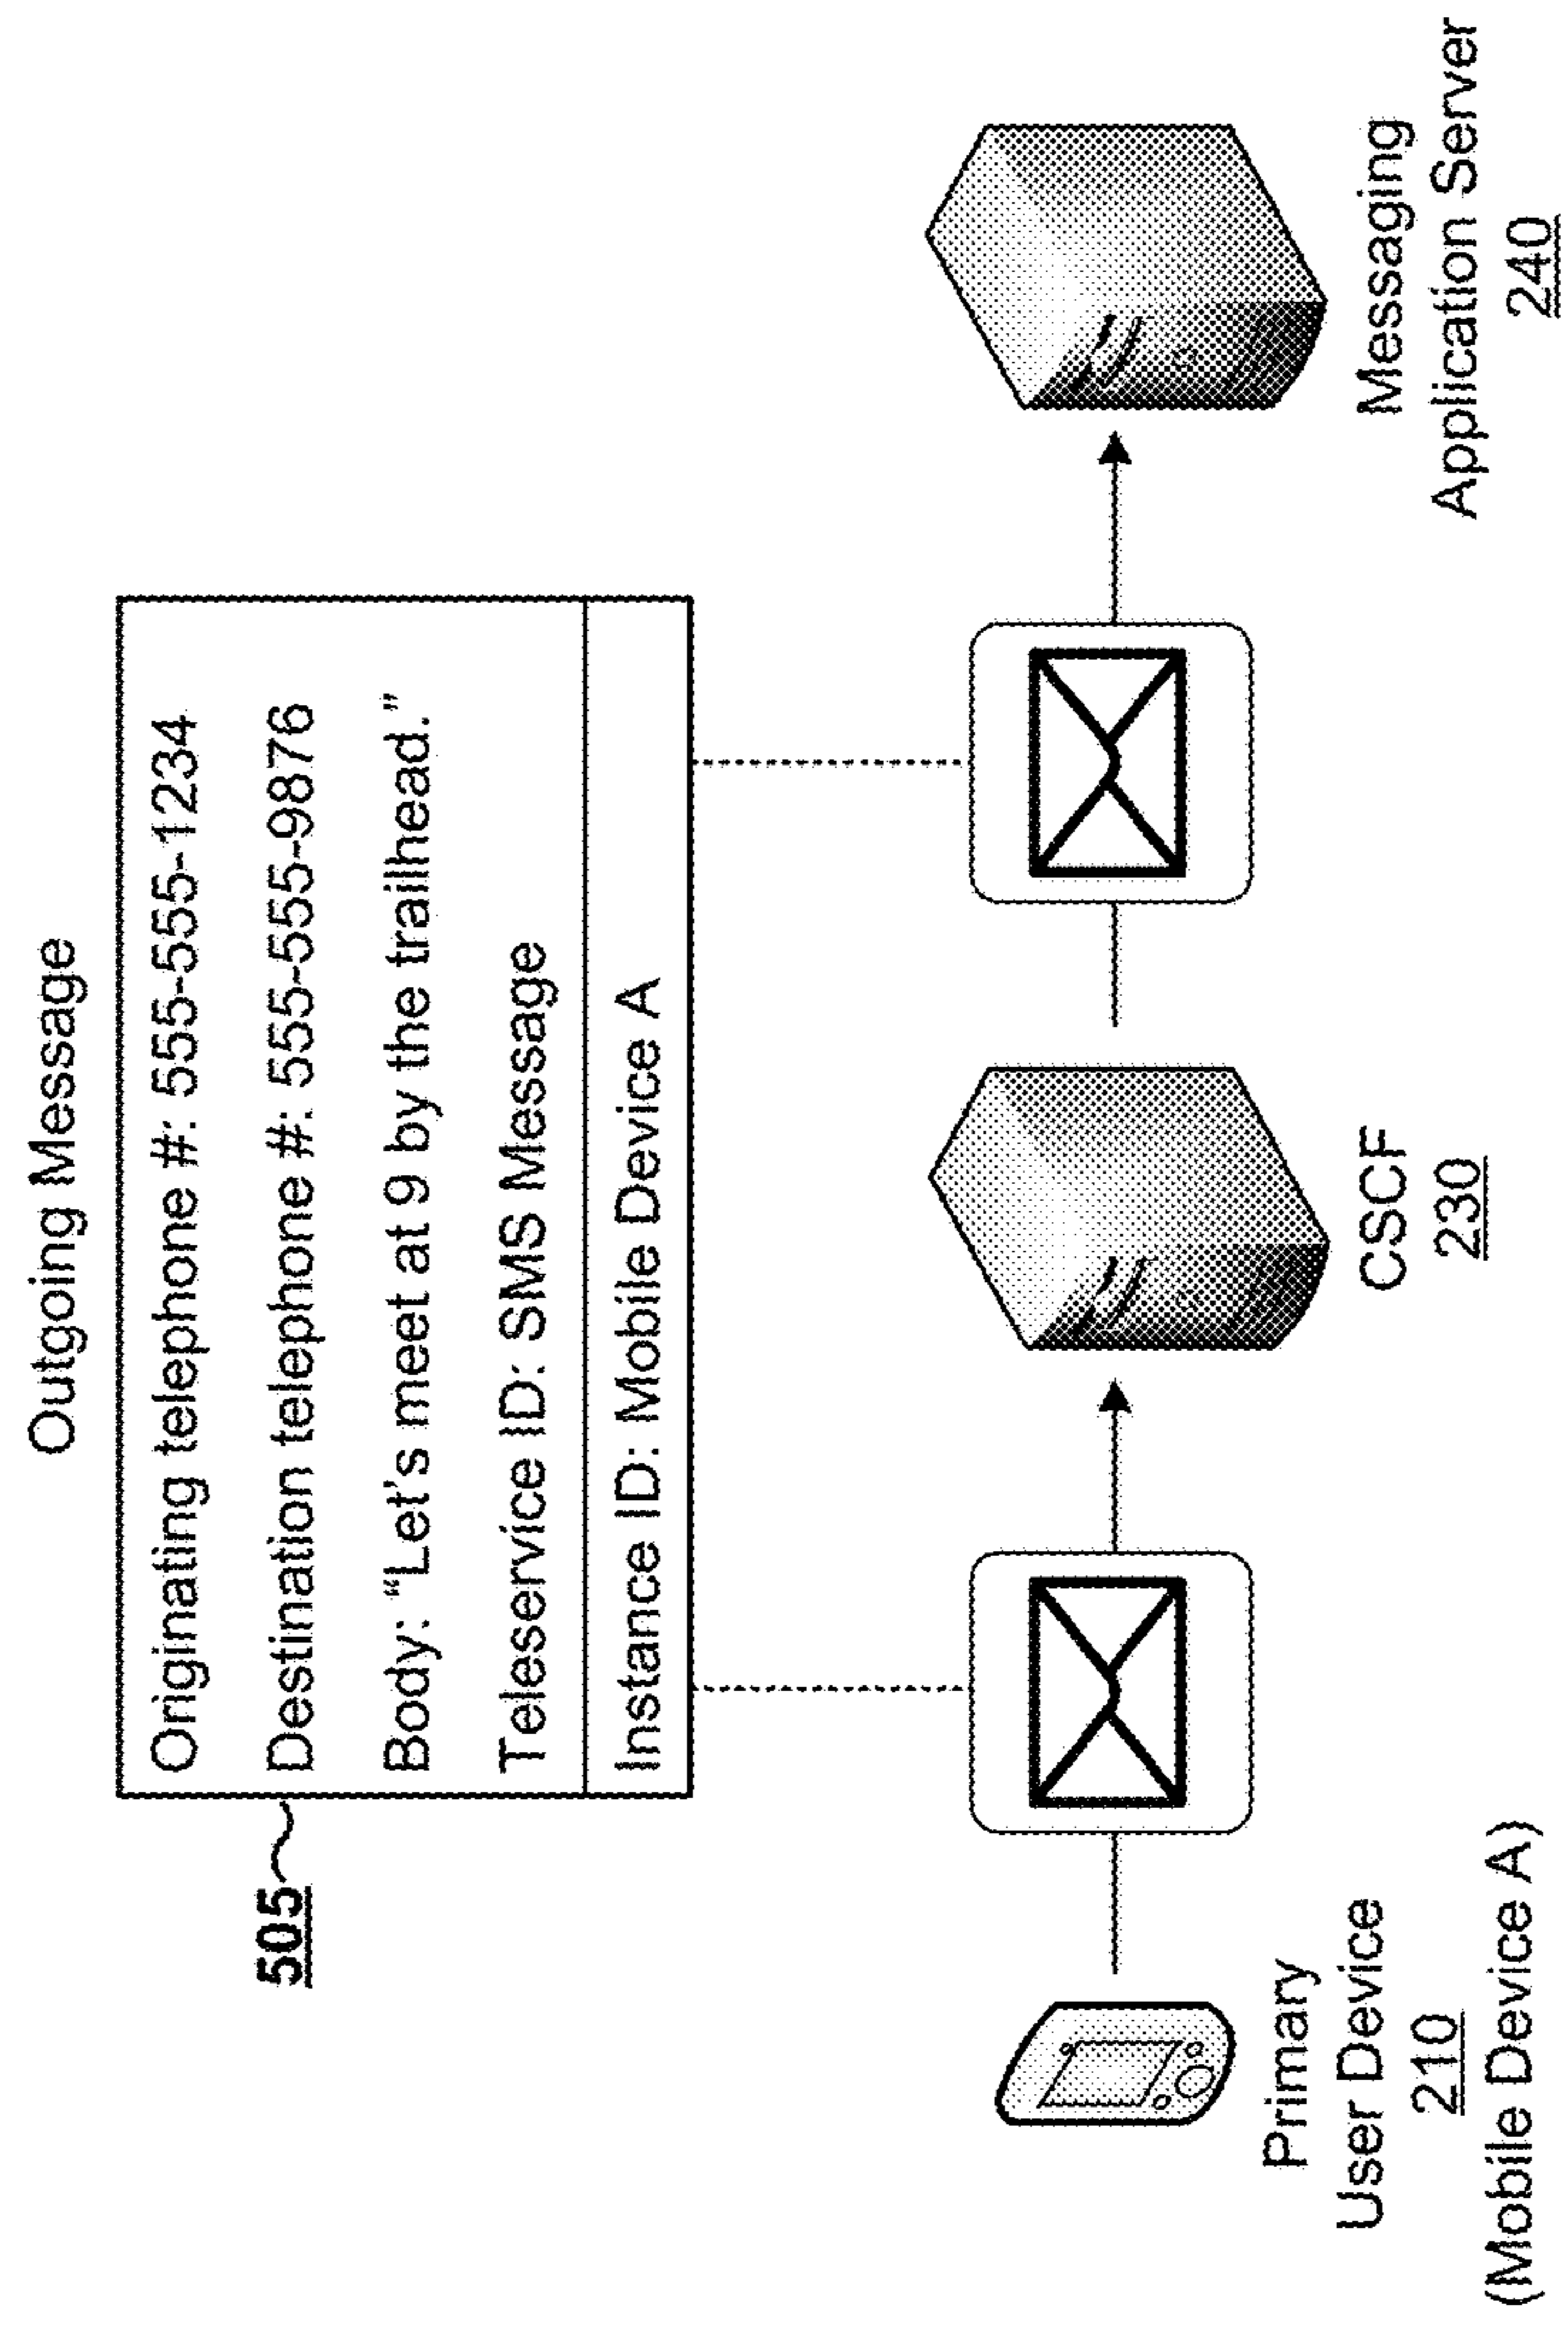 Outgoing Message
505
Originating telephone #: 555-555-1234
Destination telephone #: 555-555-9876
Body: “Let’s meet at 9 by the trailhead.”
Teleservice ID: SMS Message
Instance ID: Mobile Device A
Primary
User Device
210
(Mobile Device A)
CSCF
230
Messaging
Application Server
240